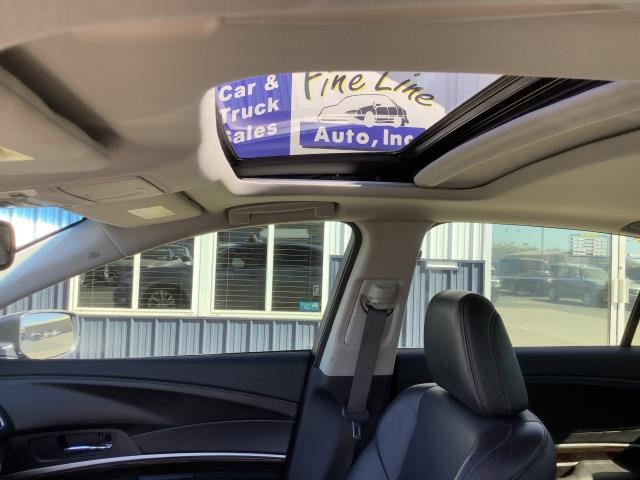 Car &
Truck
Sales
Fine Line
Auto, Inc